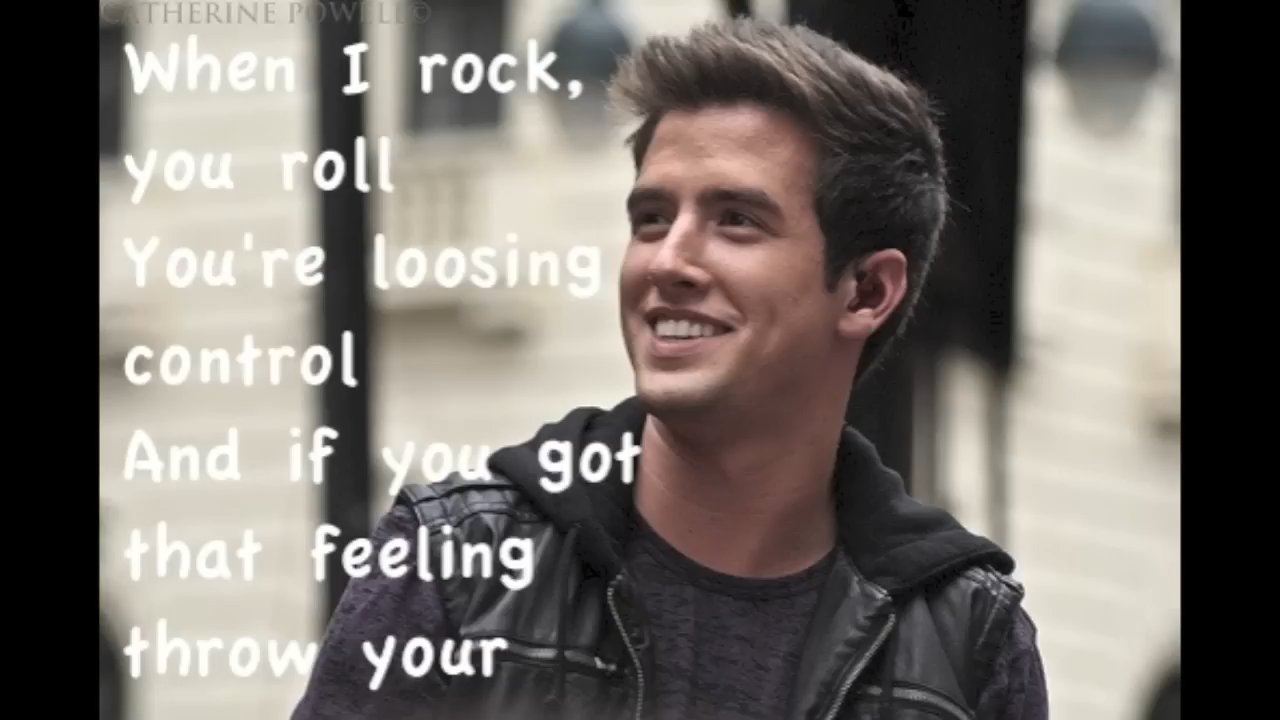 CATHERINE POWELL©
When I rock,
you roll
You're loosing
control
And if you got
that feeling
throw your